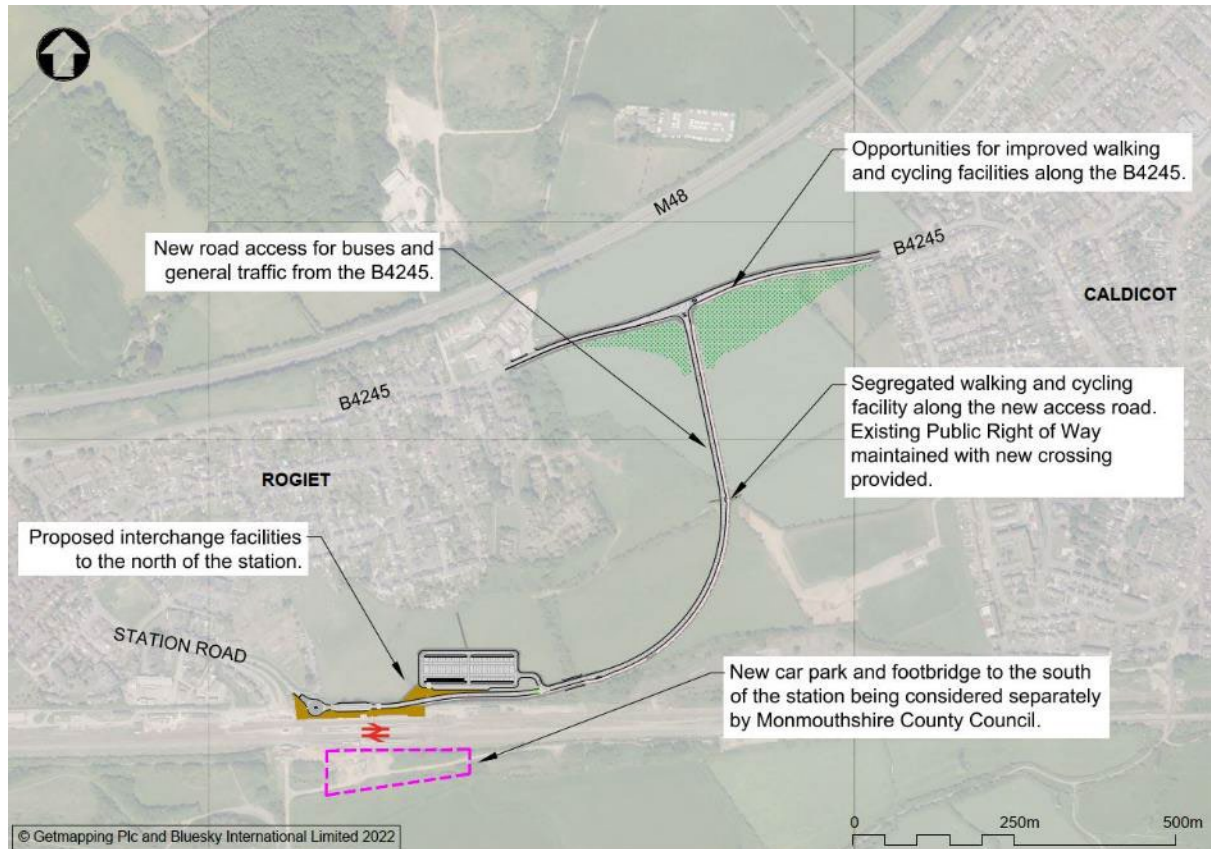 Opportunities for improved walking
and cycling facilities along the B4245.
M48
New road access for buses and
general traffic from the B4245.
B4245
CALDICOT
B4245
Segregated walking and cycling
facility along the new access road.
Existing Public Right of Way
maintained with new crossing
provided.
ROGIET
Proposed interchange facilities
to the north of the station.
STATION ROAD
New car park and footbridge to the south
of the station being considered separately
by Monmouthshire County Council.
© Getmapping Plc and Bluesky International Limited 2022
0 250m 500m